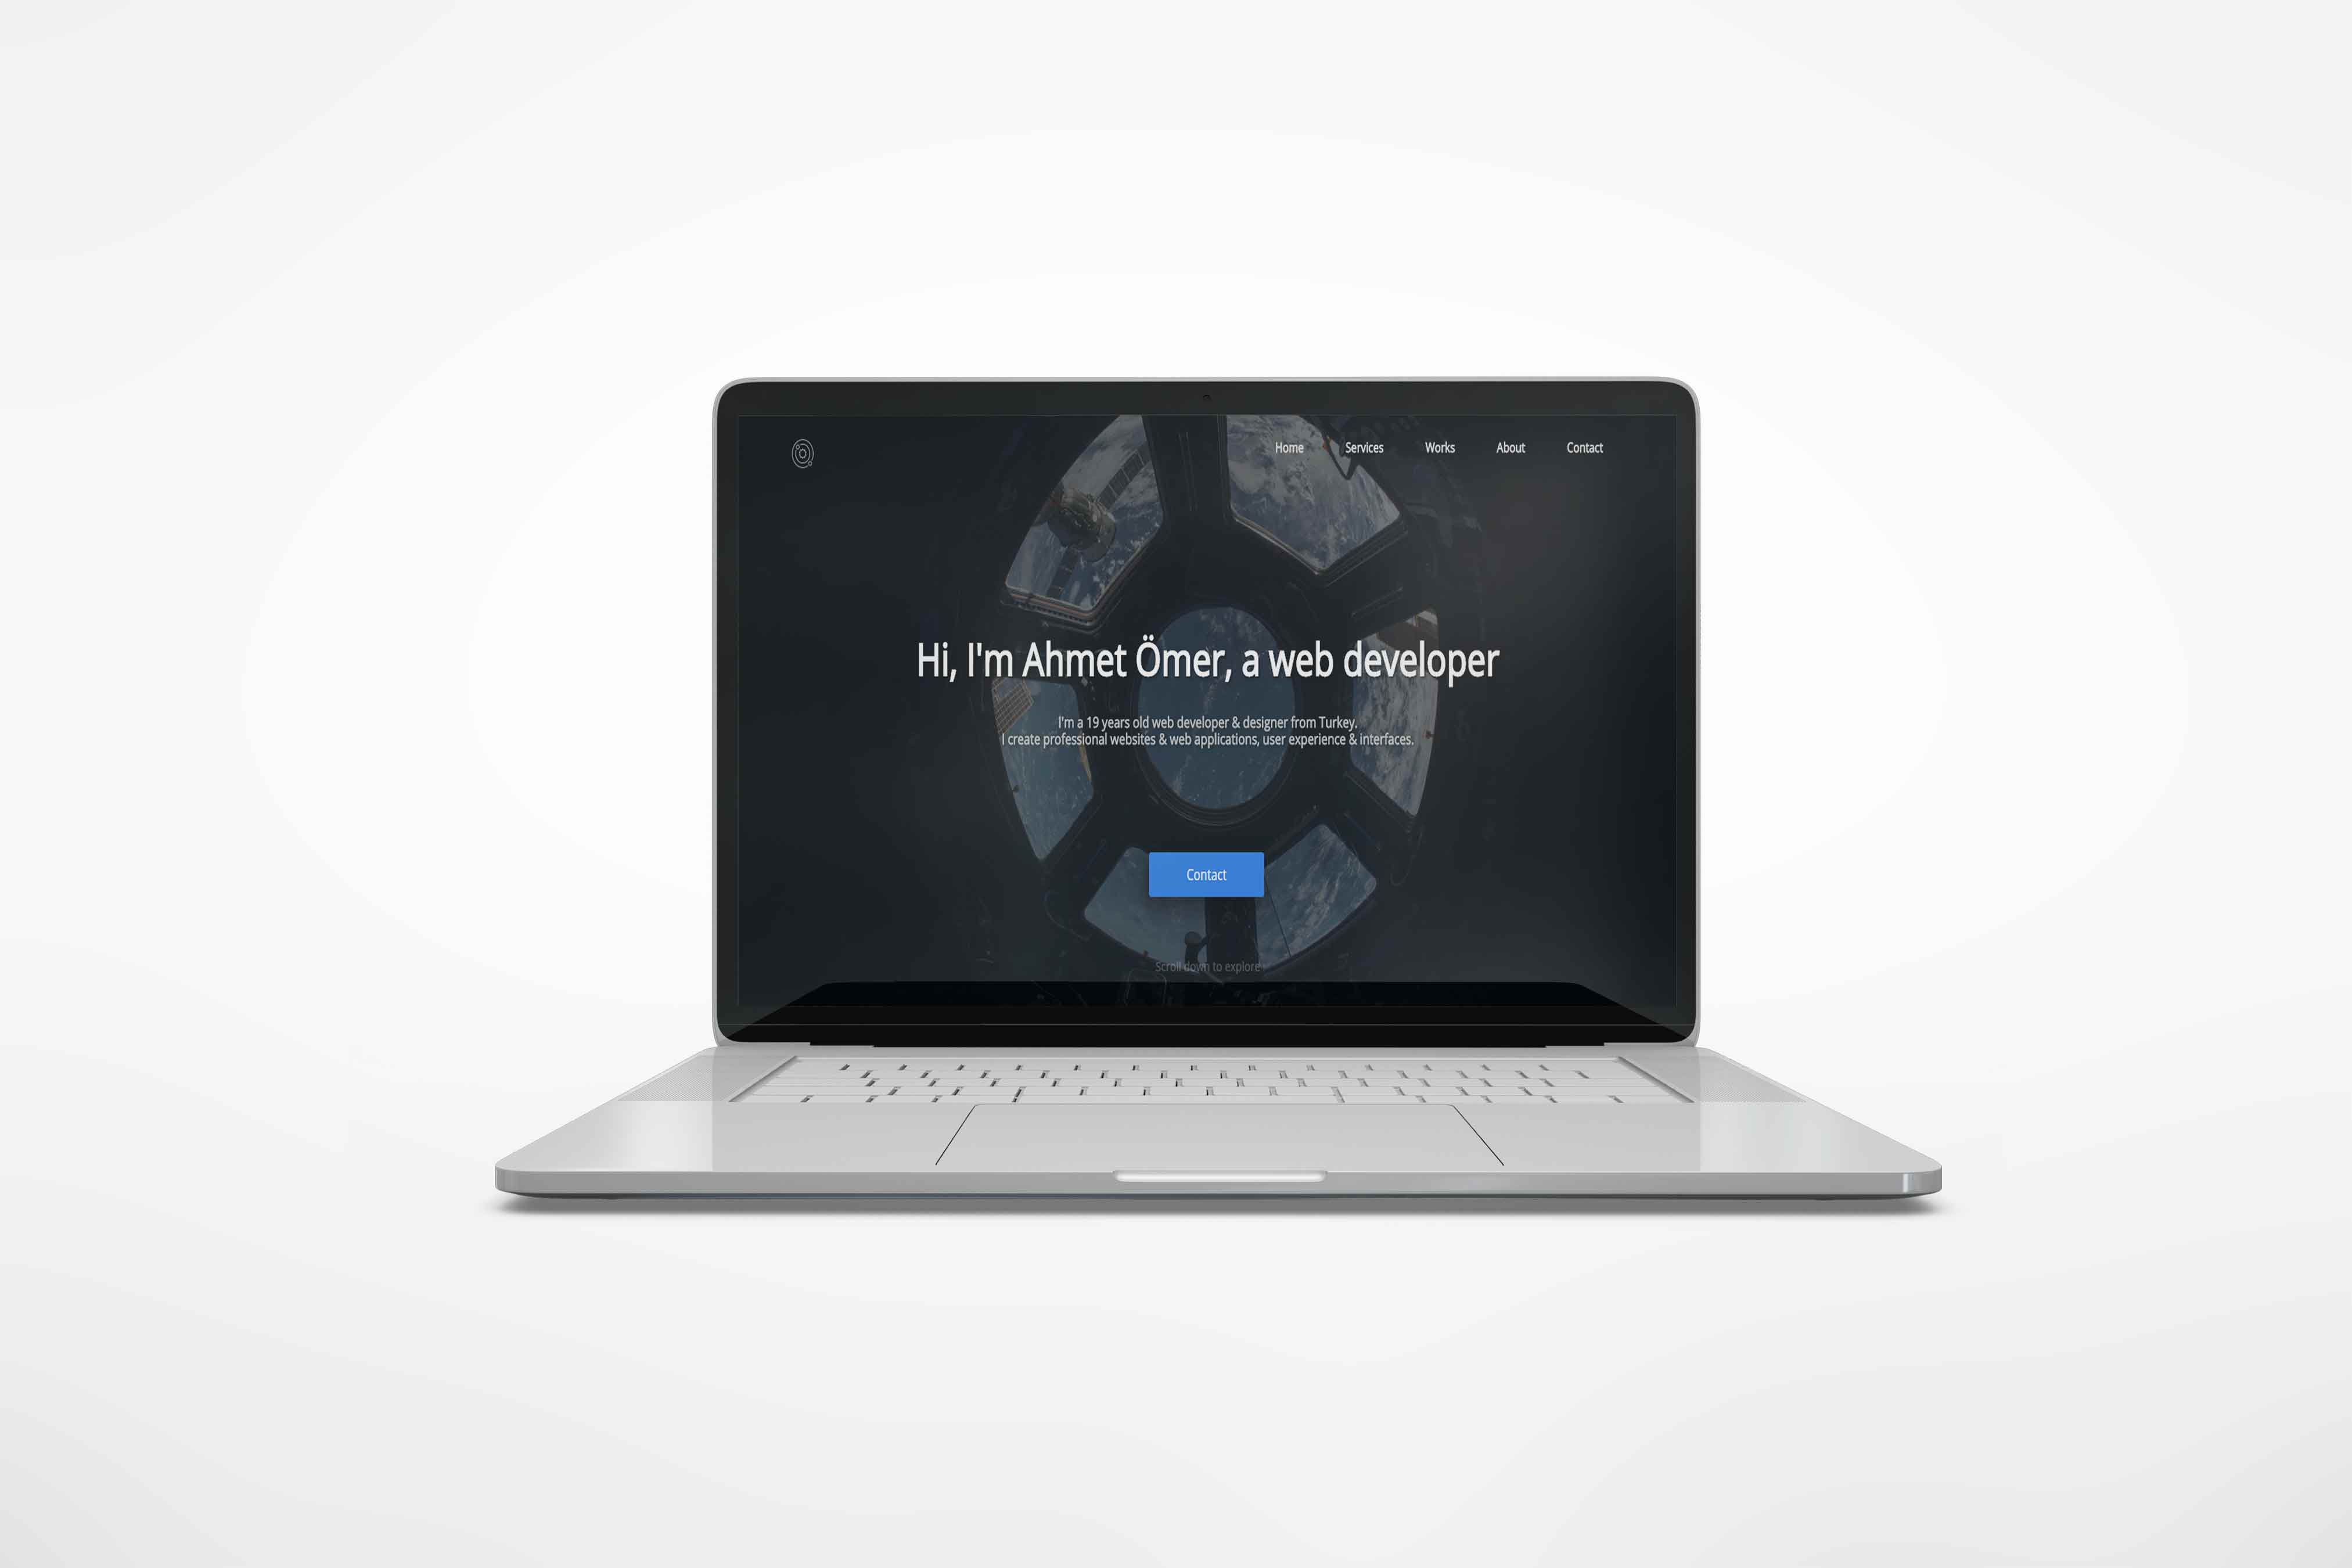 Home Services Works About Contact
Hi, I'm Ahmet Ömer, a web developer
I'm a 19 years old web developer & designer from Turkey.
I create professional websites & web applications, user experience & interfaces.
Contact
Scroll down to explore